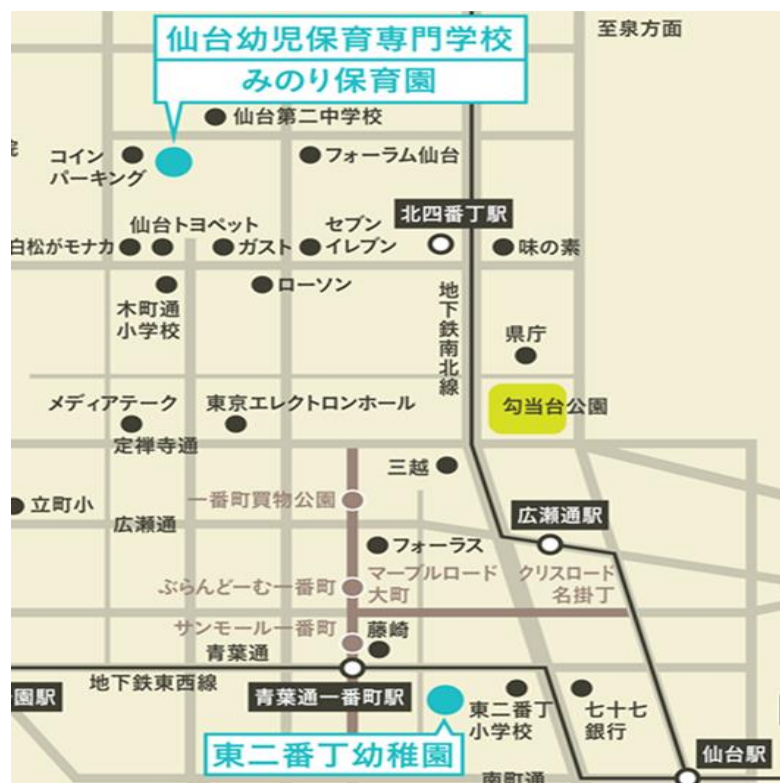 至泉方面
仙台幼児保育専門学校
みのり保育園
仙台第二中学校
コイン
パーキング
フォーラム仙台
北四番丁駅
仙台トヨペット
セブン
イレブン
白松がモナカ
ガスト
味の素
木町通
小学校
ローソン
地下鉄南北線
県庁
メディアテーク
東京エレクトロンホール
勾当台公園
定禅寺通
三越
一番町買物公園
立町小
広瀬通
広瀬通駅
フォーラス
ぶらんどーむ一番町
マーブルロード
大町
クリスロード
名掛丁
サンモール一番町
藤崎
青葉通
地下鉄東西線
園駅
青葉通一番町駅
東二番丁
小学校
七十七
銀行
東二番丁幼稚園
仙台駅
南町通